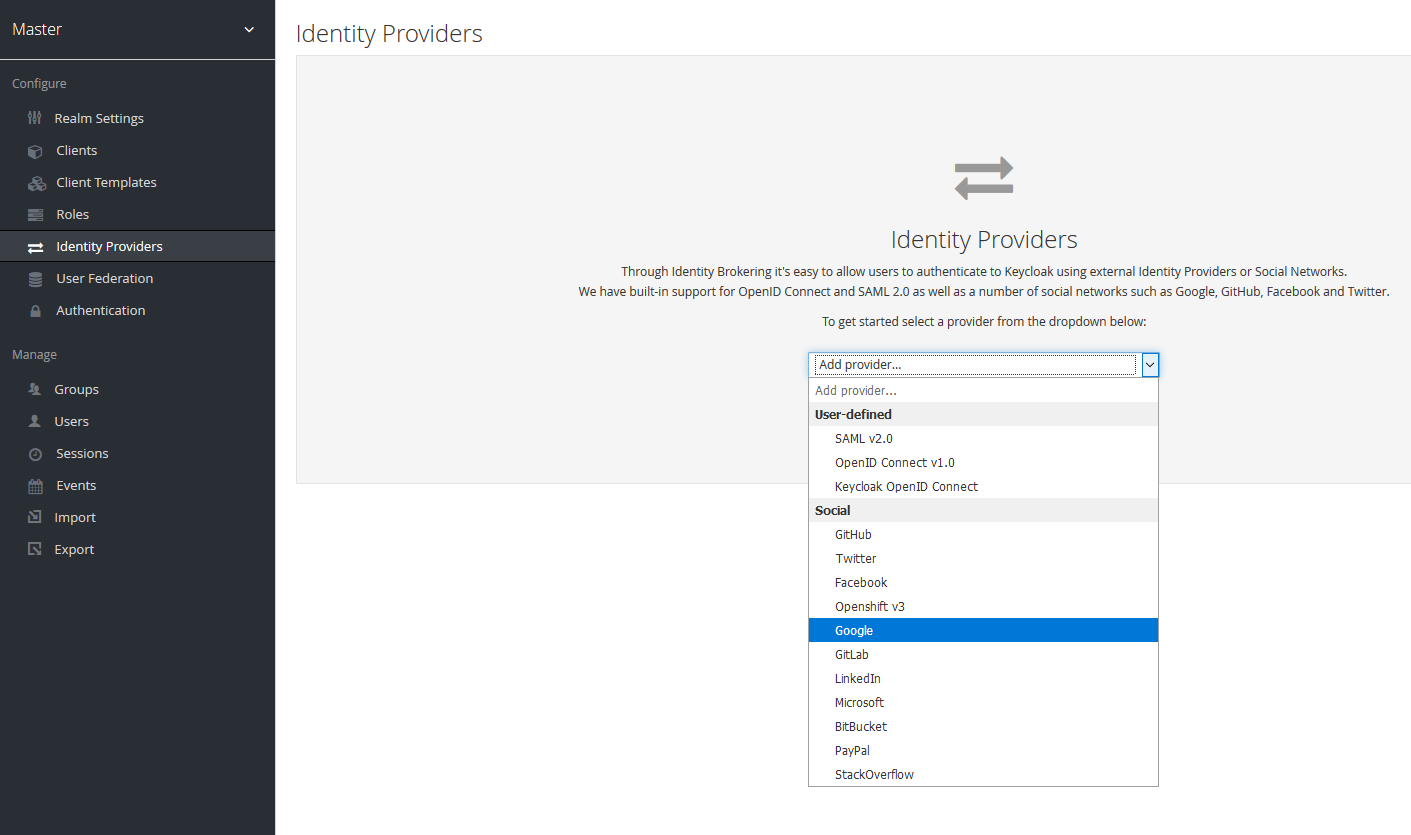 Master
Configure
Realm Settings
Clients
Client Templates
Roles
Identity Providers
User Federation
Authentication
Manage
Groups
Users
Sessions
Events
Import
Export
Identity Providers
Identity Providers
Through Identity Brokering it's easy to allow users to authenticate to Keycloak using external Identity Providers or Social Networks.
We have built-in support for OpenID Connect and SAML 2.0 as well as a number of social networks such as Google, GitHub, Facebook and Twitter.
To get started select a provider from the dropdown below:
Add provider...
Add provider...
User-defined
SAML v2.0
OpenID Connect v1.0
Keycloak OpenID Connect
Social
GitHub
Twitter
Facebook
Openshift v3
Google
GitLab
LinkedIn
Microsoft
BitBucket
PayPal
StackOverflow